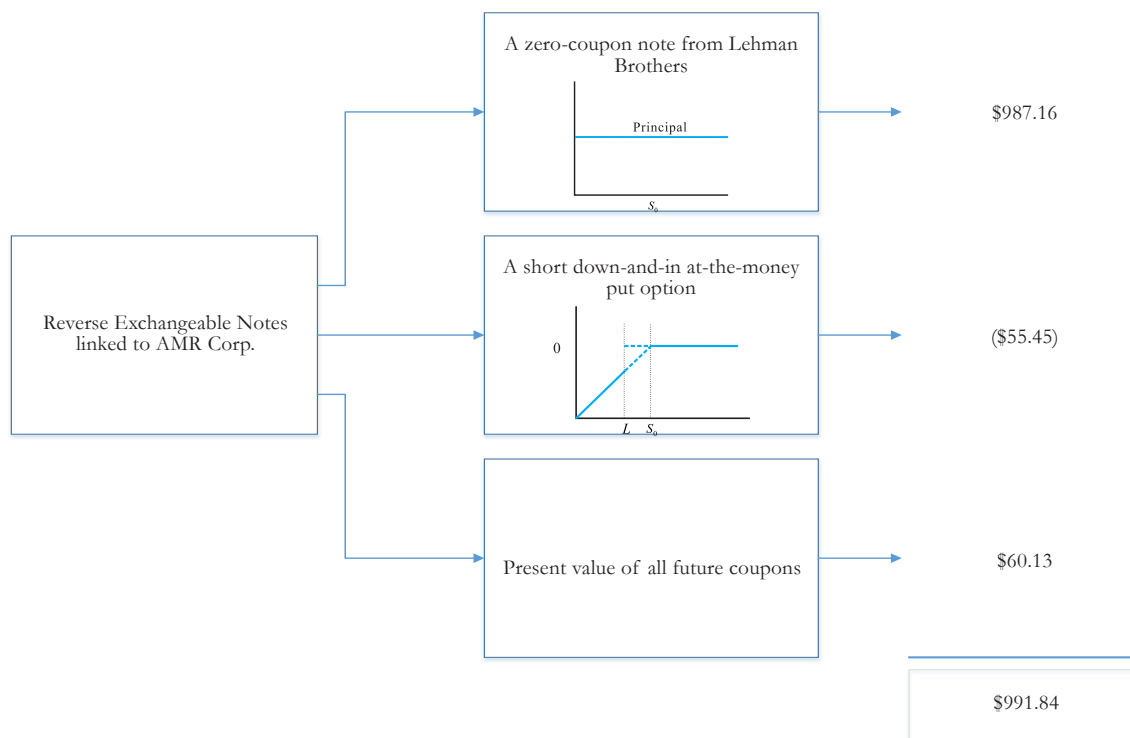 A zero-coupon note from Lehman
Brothers
Principal
S₀
$987.16
Reverse Exchangeable Notes
linked to AMR Corp.
A short down-and-in at-the-money
put option
0
L S₀
($55.45)
Present value of all future coupons
$60.13
$991.84